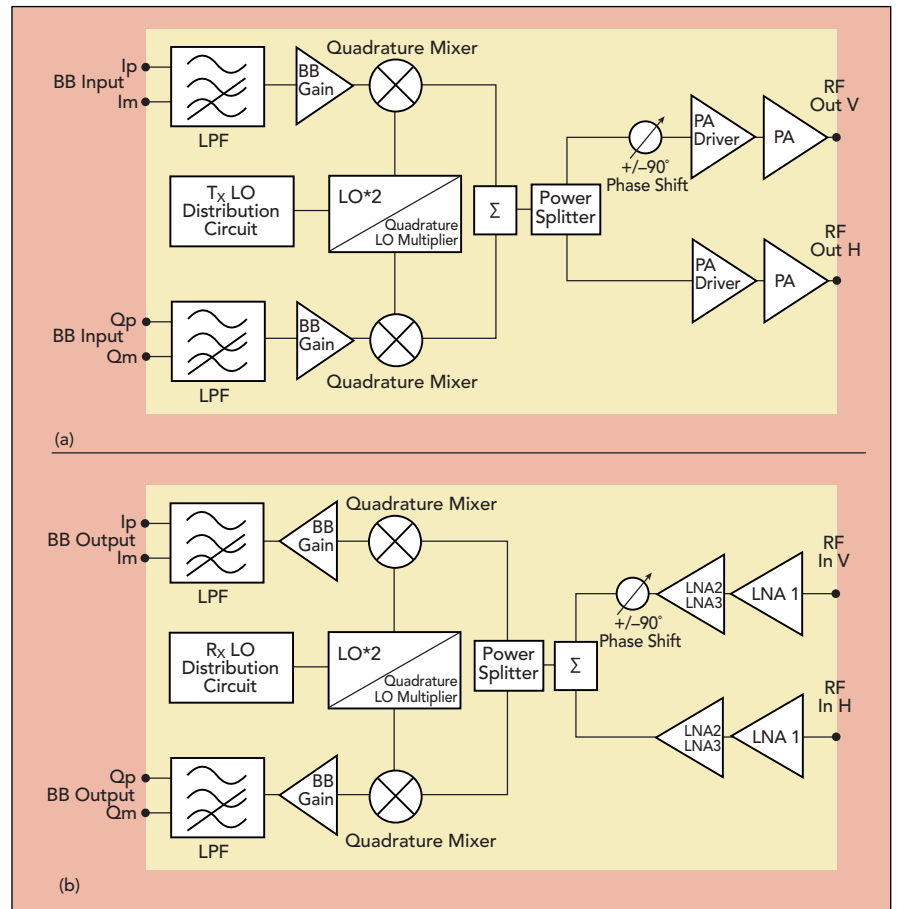 Quadrature Mixer
Ip
BB Input
Im
LPF
BB
Gain
RF
Out V
PA
Driver
PA
+/–90°
Phase Shift
TX LO
Distribution
Circuit
LO*2
Quadrature
LO Multiplier
Σ
Power
Splitter
RF
Out H
PA
Driver
PA
Qp
BB Input
Qm
LPF
BB
Gain
Quadrature Mixer
(a)
Quadrature Mixer
Ip
BB Output
Im
LPF
BB
Gain
RF
In V
LNA2
LNA3
LNA 1
+/–90°
Phase Shift
RX LO
Distribution
Circuit
LO*2
Quadrature
LO Multiplier
Power
Splitter
Σ
RF
In H
LNA2
LNA3
LNA 1
Qp
BB Output
Qm
LPF
BB
Gain
Quadrature Mixer
(b)